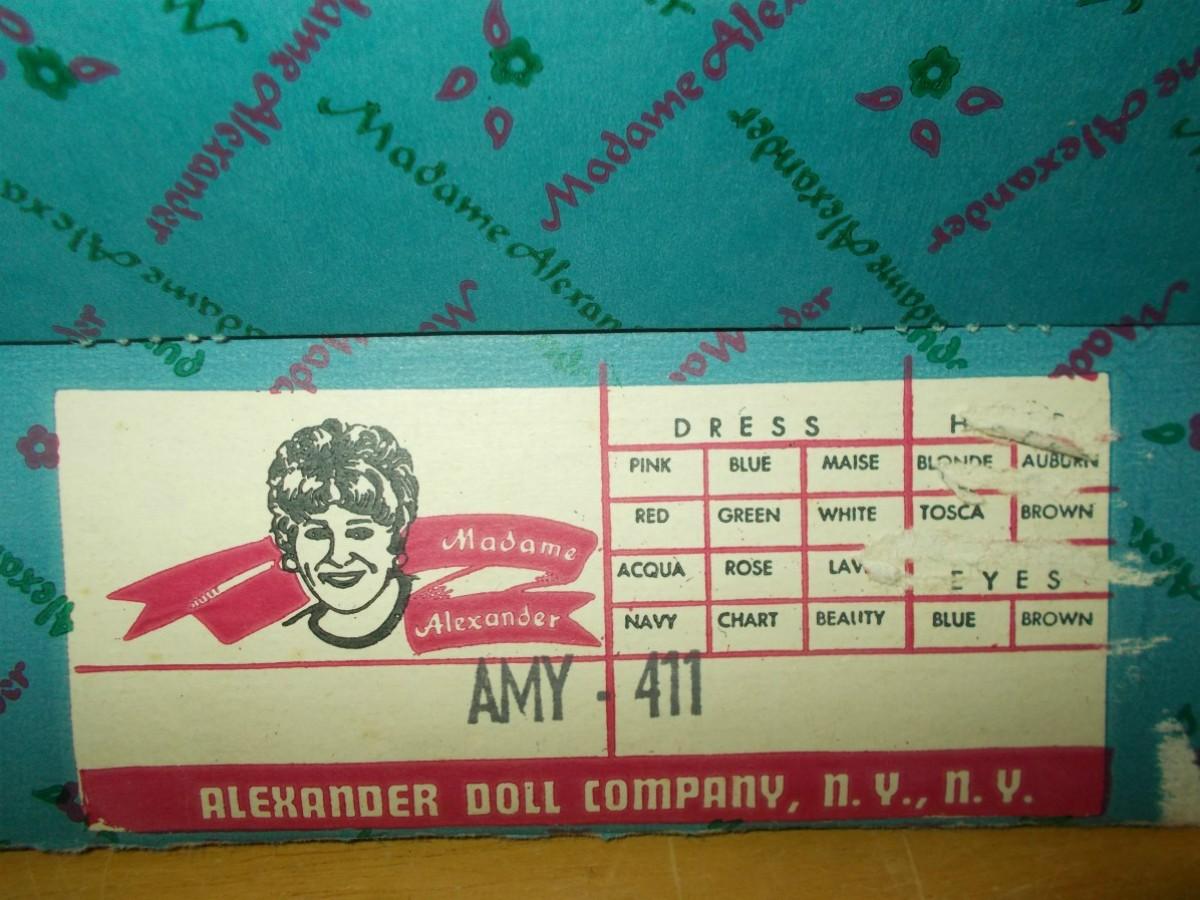 Madame Alexander
Madame Alexander
Madame Alexander
Madame Alexander
Madame
Alexander
DRESS
PINK BLUE MAISE BLONDE AUBURN
RED GREEN WHITE TOSCA BROWN
ACQUA ROSE EYES
NAVY CHART BEAUTY BLUE BROWN
AMY - 411
ALEXANDER DOLL COMPANY, N.Y., N.Y.